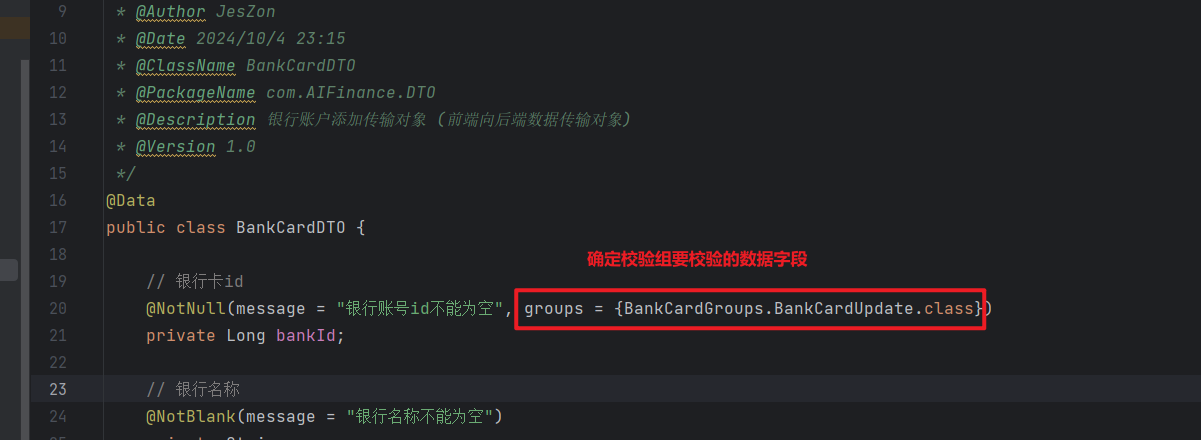 9 * @Author JesZon
10 * @Date 2024/10/4 23:15
11 * @ClassName BankCardDTO
12 * @PackageName com.AIFinance.DTO
13 * @Description 银行账户添加传输对象 (前端向后端数据传输对象)
14 * @Version 1.0
15 */
16 @Data
17 public class BankCardDTO {
18
确定校验组要校验的数据字段
19 // 银行卡id
20 @NotNull(message = "银行账号id不能为空", groups = {BankCardGroups.BankCardUpdate.class})
21 private Long bankId;
22
23 // 银行名称
24 @NotBlank(message = "银行名称不能为空")